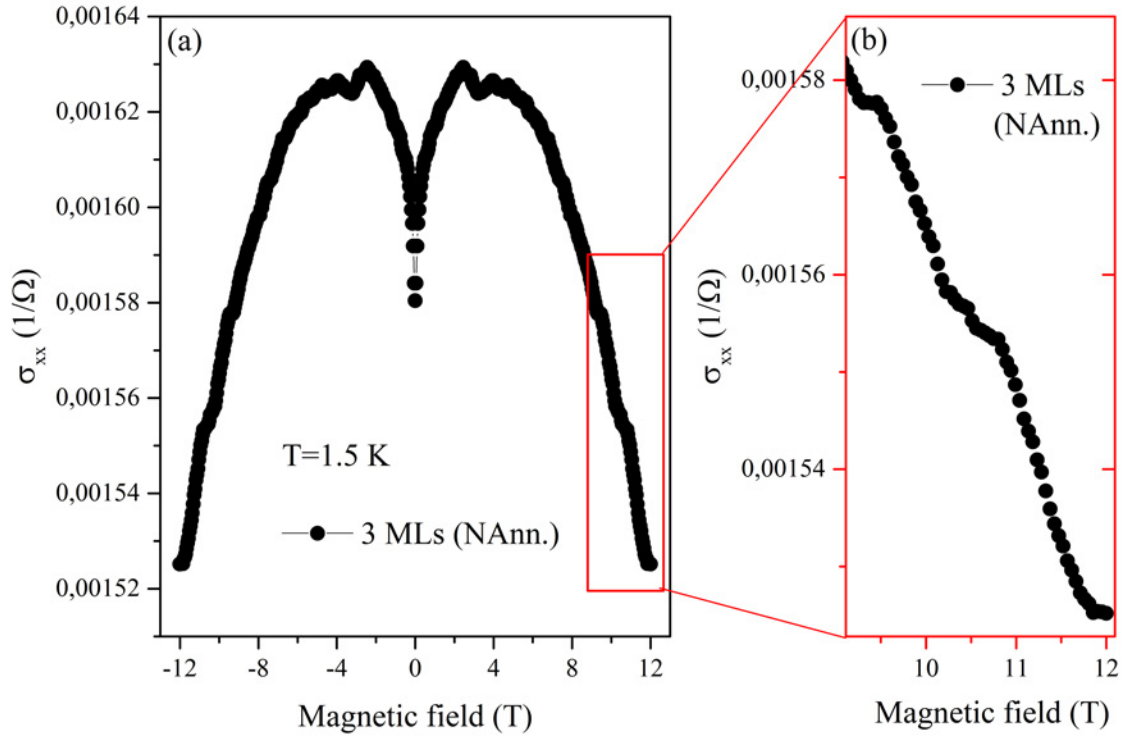 (a)
0,00164
0,00162
0,00160
0,00158
0,00156
0,00154
0,00152
σxx (1/Ω)
T=1.5 K
3 MLs (NAnn.)
-12 -8 -4 0 4 8 12
Magnetic field (T)
(b)
3 MLs
(NAnn.)
0,00158
0,00156
0,00154
σxx (1/Ω)
10 11 12
Magnetic field (T)